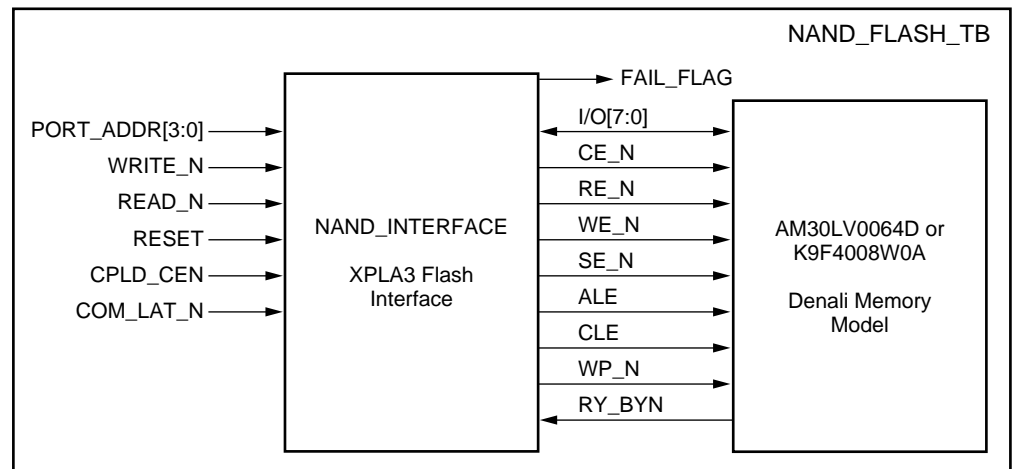 NAND_FLASH_TB
FAIL_FLAG
PORT_ADDR[3:0]
WRITE_N
READ_N
RESET
CPLD_CEN
COM_LAT_N
NAND_INTERFACE
XPLA3 Flash
Interface
I/O[7:0]
CE_N
RE_N
WE_N
SE_N
ALE
CLE
WP_N
RY_BYN
AM30LV0064D or
K9F4008W0A
Denali Memory
Model